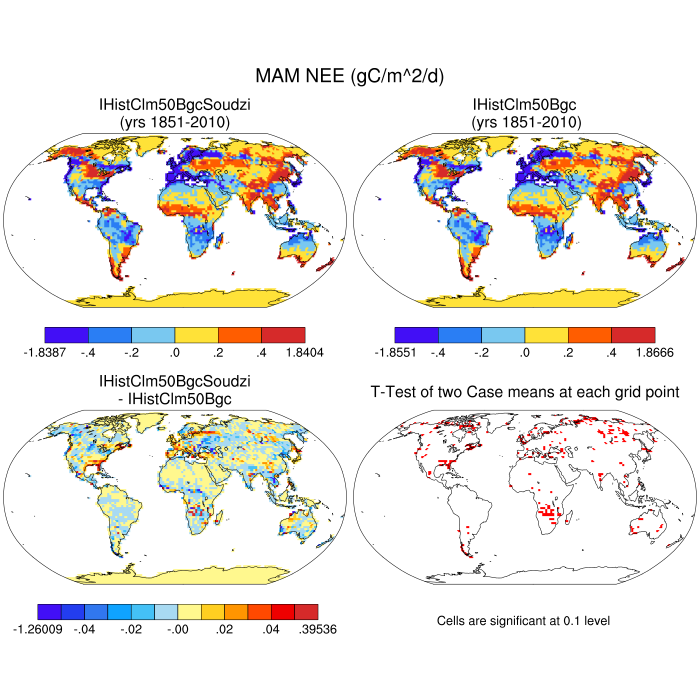 MAM NEE (gC/m^2/d)
IHistClm50BgcSoudzi
(yrs 1851-2010)
IHistClm50Bgc
(yrs 1851-2010)
-1.8387 -.4 -.2 .0 .2 .4 1.8404
-1.8551 -.4 -.2 .0 .2 .4 1.8666
IHistClm50BgcSoudzi
- IHistClm50Bgc
T-Test of two Case means at each grid point
-1.26009 -.04 -.02 -.00 .02 .04 .39536
Cells are significant at 0.1 level